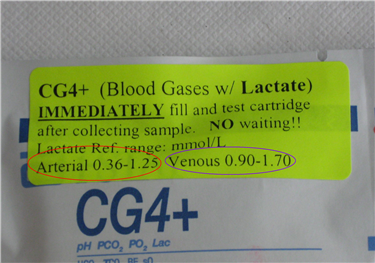 CG4+ (Blood Gases w/ Lactate)
IMMEDIATELY fill and test cartridge
after collecting sample. NO waiting!!
Lactate Ref. range: mmol/L
Arterial 0.36-1.25 Venous 0.90-1.70
CG4+
pH PCO2 PO2 Lac